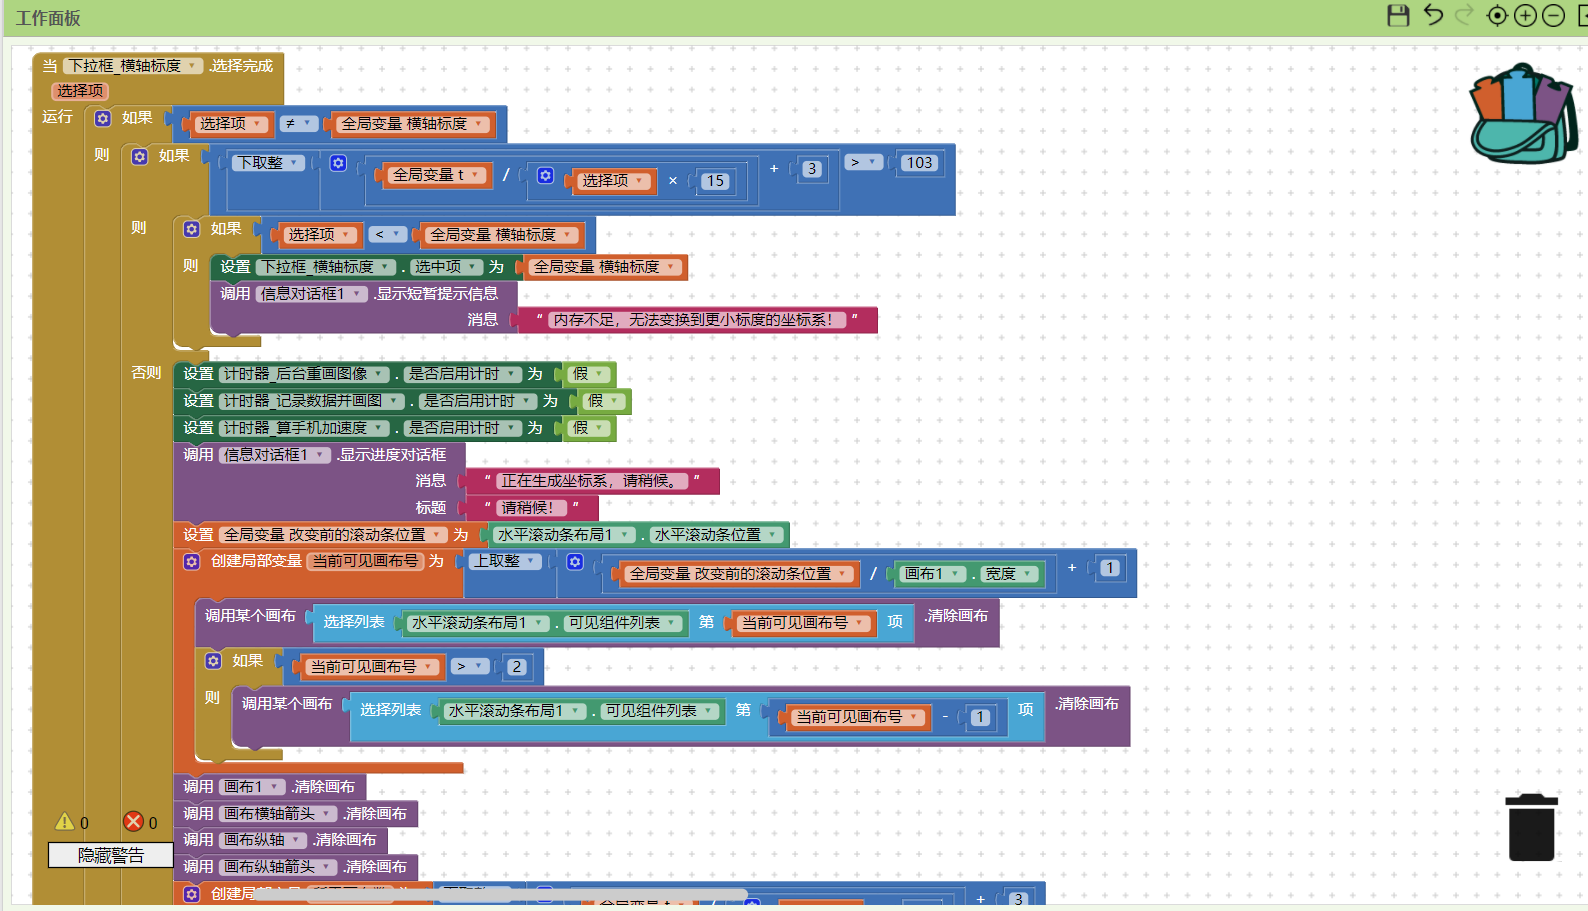 工作面板
当 下拉框_横轴标度 .选择完成
选择项
运行 如果 选择项 ≠ 全局变量 横轴标度
则 如果 下取整 全局变量 t / 选择项 × 15 + 3 > 103
则 如果 选择项 < 全局变量 横轴标度
则 设置 下拉框_横轴标度 . 选中项 为 全局变量 横轴标度
调用 信息对话框1 .显示短暂提示信息
消息 “ 内存不足，无法变换到更小标度的坐标系！ ”
否则 设置 计时器_后台重画图像 . 是否启用计时 为 假
设置 计时器_记录数据并画图 . 是否启用计时 为 假
设置 计时器_算手机加速度 . 是否启用计时 为 假
调用 信息对话框1 .显示进度对话框
消息 “ 正在生成坐标系，请稍候。 ”
标题 “ 请稍候！ ”
设置 全局变量 改变前的滚动条位置 为 水平滚动条布局1 . 水平滚动条位置
创建局部变量 当前可见画布号 为 上取整 全局变量 改变前的滚动条位置 / 画布1 . 宽度 + 1
调用某个画布 选择列表 水平滚动条布局1 . 可见组件列表 第 当前可见画布号 项 .清除画布
如果 当前可见画布号 > 2
则 调用某个画布 选择列表 水平滚动条布局1 . 可见组件列表 第 当前可见画布号 - 1 项 .清除画布
调用 画布1 .清除画布
调用 画布横轴箭头 .清除画布
调用 画布纵轴 .清除画布
调用 画布纵轴箭头 .清除画布
0 0
隐藏警告
创建局 + 3
全局变量 t /